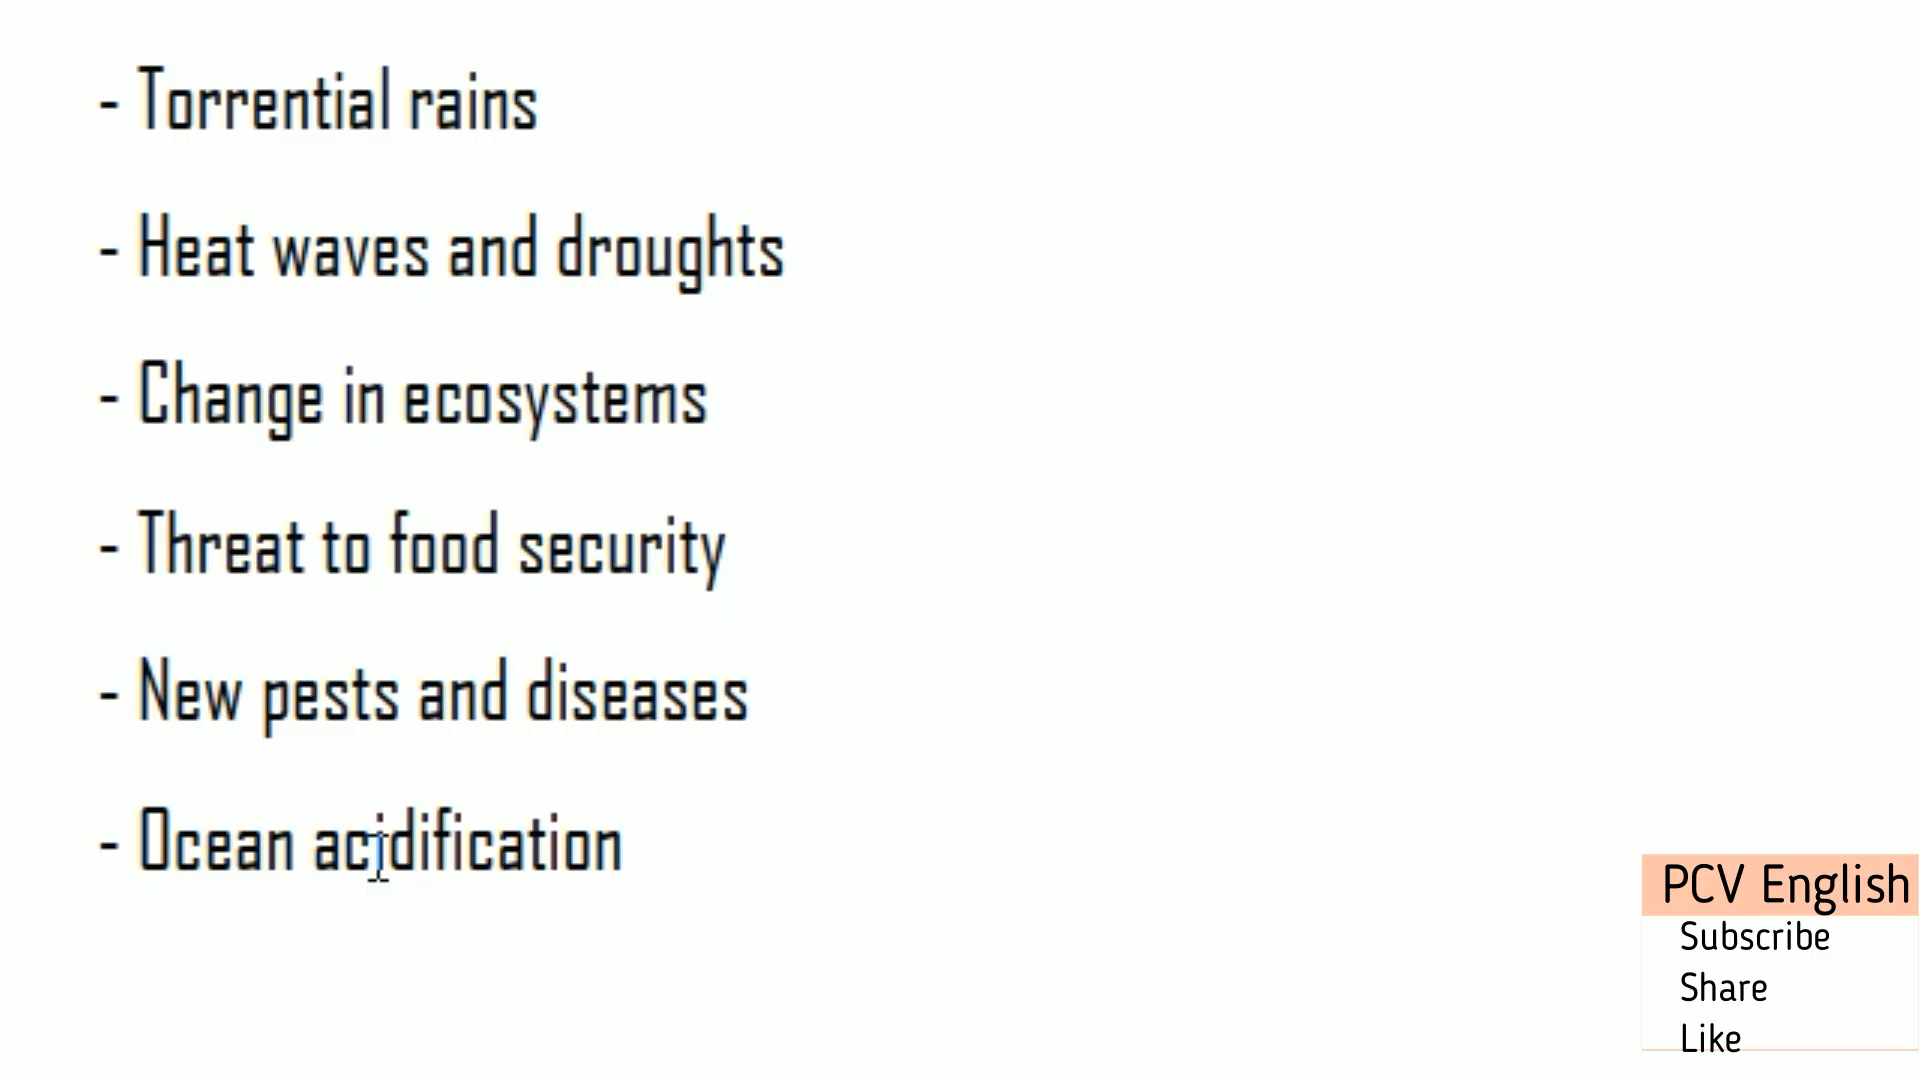 - Torrential rains
- Heat waves and droughts
- Change in ecosystems
- Threat to food security
- New pests and diseases
- Ocean acidification
PCV English
Subscribe
Share
Like